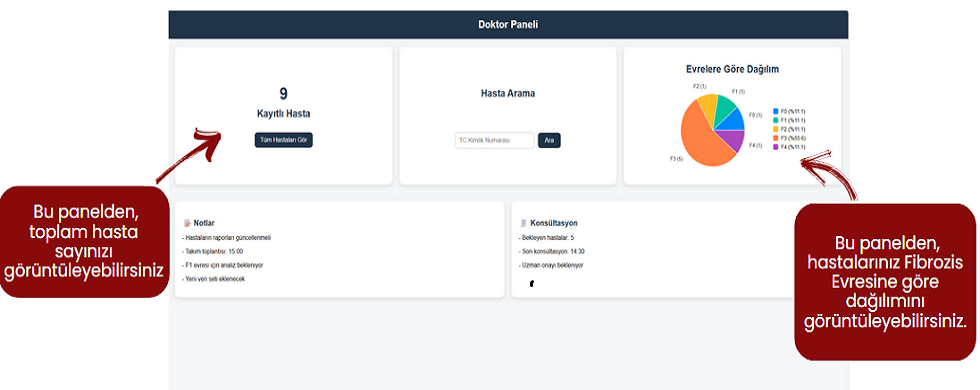 Doktor Paneli
9
Kayıtlı Hasta
Tüm Hastaları Gör
Hasta Arama
TC Kimlik Numarası
Ara
Evrelere Göre Dağılım
F2 (1)
F1 (1)
F0 (1)
F4 (1)
F3 (5)
F0 (%11.1)
F1 (%11.1)
F2 (%11.1)
F3 (%55.6)
F4 (%11.1)
Bu panelden,
toplam hasta
sayınızı
görüntüleyebilirsiniz
Notlar
- Hastaların raporları güncellenmeli
- Takım toplantısı: 15:00
- F1 evresi için analiz bekleniyor
- Yeni veri seti eklenecek
Konsültasyon
- Bekleyen hastalar: 5
- Son konsültasyon: 14:30
- Uzman onayı bekleniyor
Bu panelden,
hastalarınız Fibrozis
Evresine göre
dağılımını
görüntüleyebilirsiniz.